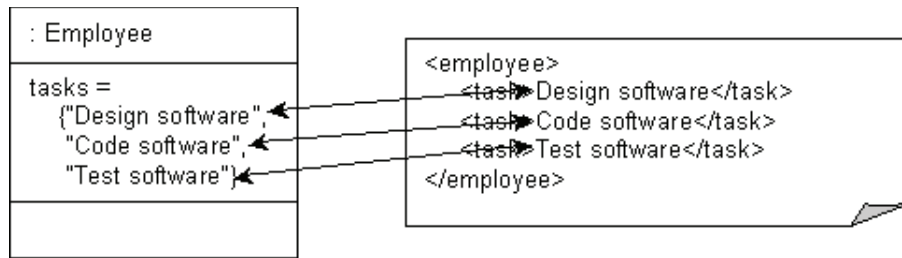 : Employee
tasks =
{"Design software",
"Code software",
"Test software"}
<employee>
<task>Design software</task>
<task>Code software</task>
<task>Test software</task>
</employee>